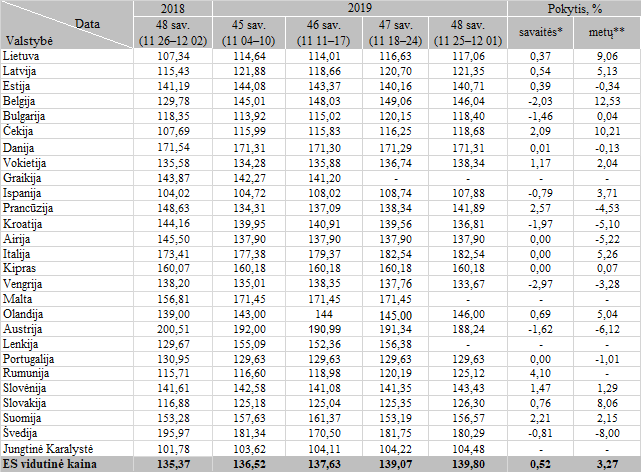 Data 2018 2019 Pokytis, %
Valstybė 48 sav. (11 26–12 02) 45 sav. (11 04–10) 46 sav. (11 11–17) 47 sav. (11 18–24) 48 sav. (11 25–12 01) savaitės* metų**
Lietuva 107,34 114,64 114,01 116,63 117,06 0,37 9,06
Latvija 115,43 121,88 118,66 120,70 121,35 0,54 5,13
Estija 141,19 144,08 143,37 140,16 140,71 0,39 -0,34
Belgija 129,78 145,01 148,03 149,06 146,04 -2,03 12,53
Bulgarija 118,35 113,92 115,02 120,15 118,40 -1,46 0,04
Čekija 107,69 115,99 115,83 116,25 118,68 2,09 10,21
Danija 171,54 171,31 171,30 171,29 171,31 0,01 -0,13
Vokietija 135,58 134,28 135,88 136,74 138,34 1,17 2,04
Graikija 143,87 142,27 141,20 - - - -
Ispanija 104,02 104,72 108,02 108,74 107,88 -0,79 3,71
Prancūzija 148,63 134,31 137,09 138,34 141,89 2,57 -4,53
Kroatija 144,16 139,95 140,91 139,56 136,81 -1,97 -5,10
Airija 145,50 137,90 137,90 137,90 137,90 0,00 -5,22
Italija 173,41 177,38 179,37 182,54 182,54 0,00 5,26
Kipras 160,07 160,18 160,18 160,18 160,18 0,00 0,07
Vengrija 138,20 135,01 138,35 137,76 133,67 -2,97 -3,28
Malta 156,81 171,45 171,45 171,45 - - -
Olandija 139,00 143,00 144 145,00 146,00 0,69 5,04
Austrija 200,51 192,00 190,99 191,34 188,24 -1,62 -6,12
Lenkija 129,67 155,09 152,36 156,38 - - -
Portugalija 130,95 129,63 129,63 129,63 129,63 0,00 -1,01
Rumunija 115,71 116,60 118,98 120,19 125,12 4,10 -
Slovėnija 141,61 142,58 141,08 141,35 143,43 1,47 1,29
Slovakija 116,88 125,18 125,04 125,35 126,30 0,76 8,06
Suomija 153,28 157,63 161,37 153,19 156,57 2,21 2,15
Švedija 195,97 181,34 170,50 181,75 180,29 -0,81 -8,00
Jungtinė Karalystė 101,78 103,62 104,11 104,22 104,48 - -
ES vidutinė kaina 135,37 136,52 137,63 139,07 139,80 0,52 3,27